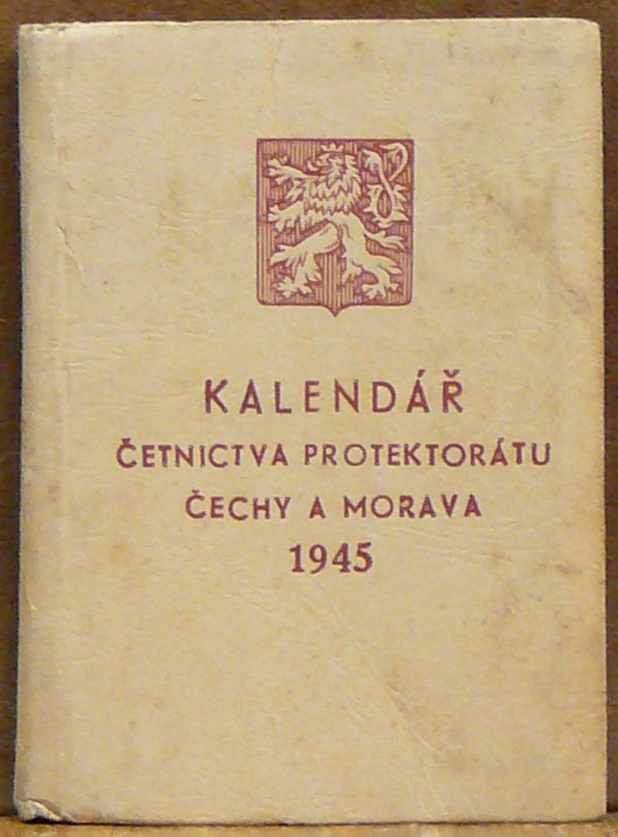 KALENDÁŘ
ČETNICTVA PROTEKTORÁTU
ČECHY A MORAVA
1945